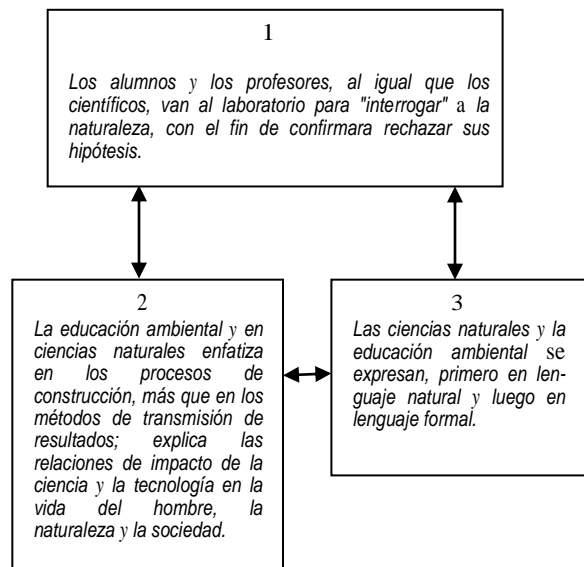 1
Los alumnos y los profesores, al igual que los
científicos, van al laboratorio para "interrogar" a la
naturaleza, con el fin de confirmara rechazar sus
hipótesis.
2
La educación ambiental y en
ciencias naturales enfatiza
en los procesos de
construcción, más que en los
métodos de transmisión de
resultados; explica las
relaciones de impacto de la
ciencia y la tecnología en la
vida del hombre, la
naturaleza y la sociedad.
3
Las ciencias naturales y la
educación ambiental se
expresan, primero en len-
guaje natural y luego en
lenguaje formal.